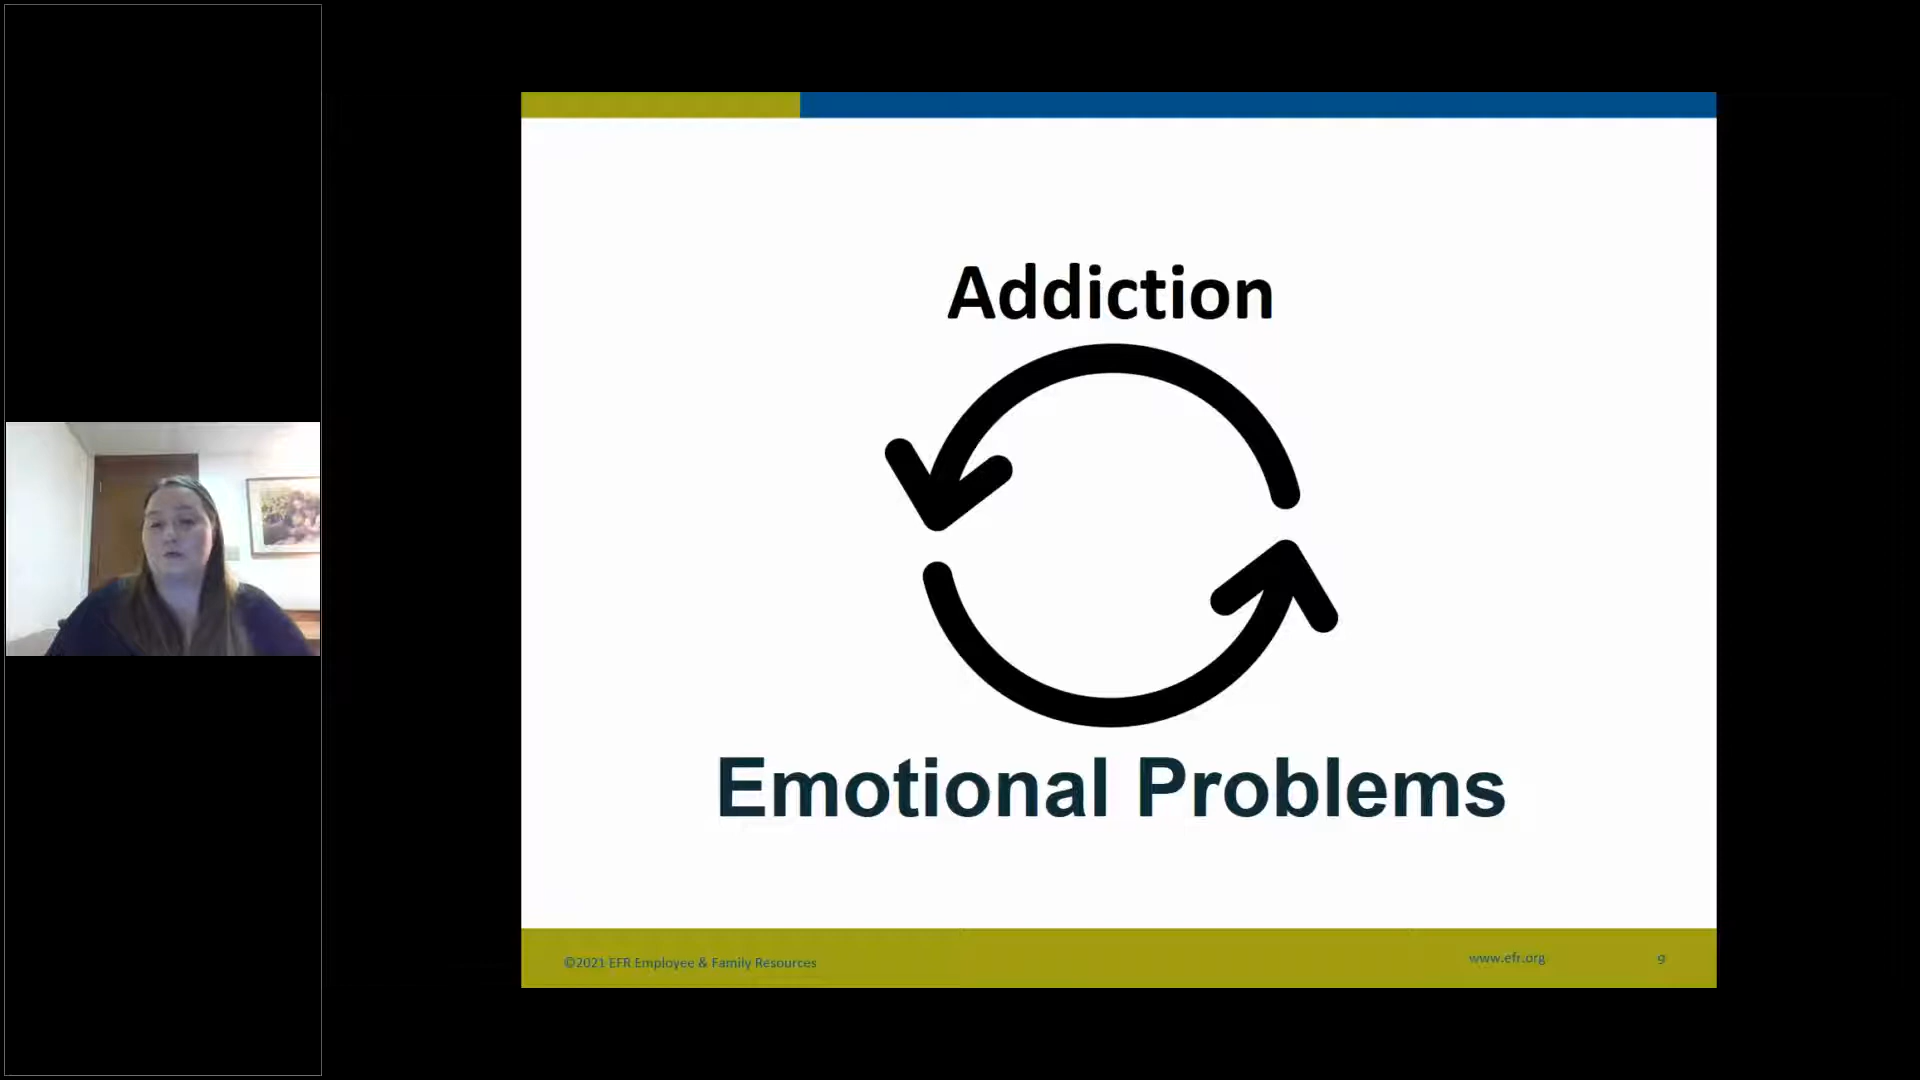 Addiction
Emotional Problems
©2021 EFR Employee & Family Resources
www.efr.org
9